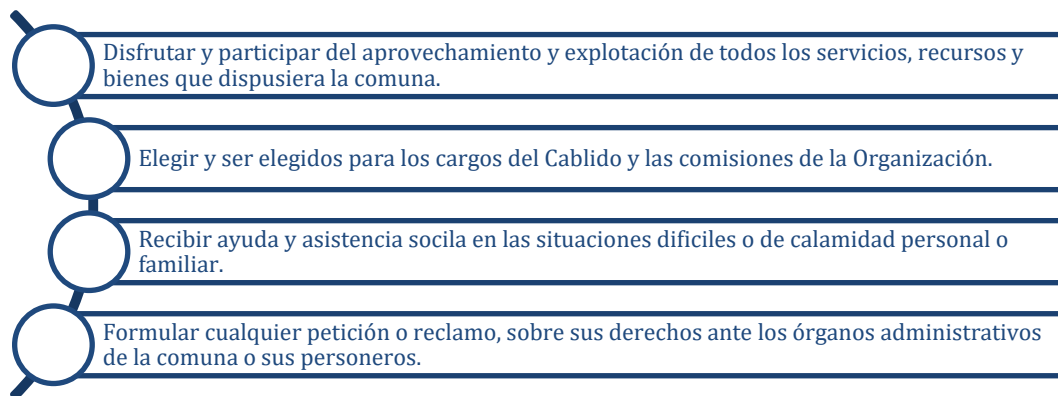 Disfrutar y participar del aprovechamiento y explotación de todos los servicios, recursos y
bienes que dispusiera la comuna.
Elegir y ser elegidos para los cargos del Cablido y las comisiones de la Organización.
Recibir ayuda y asistencia socila en las situaciones dificiles o de calamidad personal o
familiar.
Formular cualquier petición o reclamo, sobre sus derechos ante los órganos administrativos
de la comuna o sus personeros.